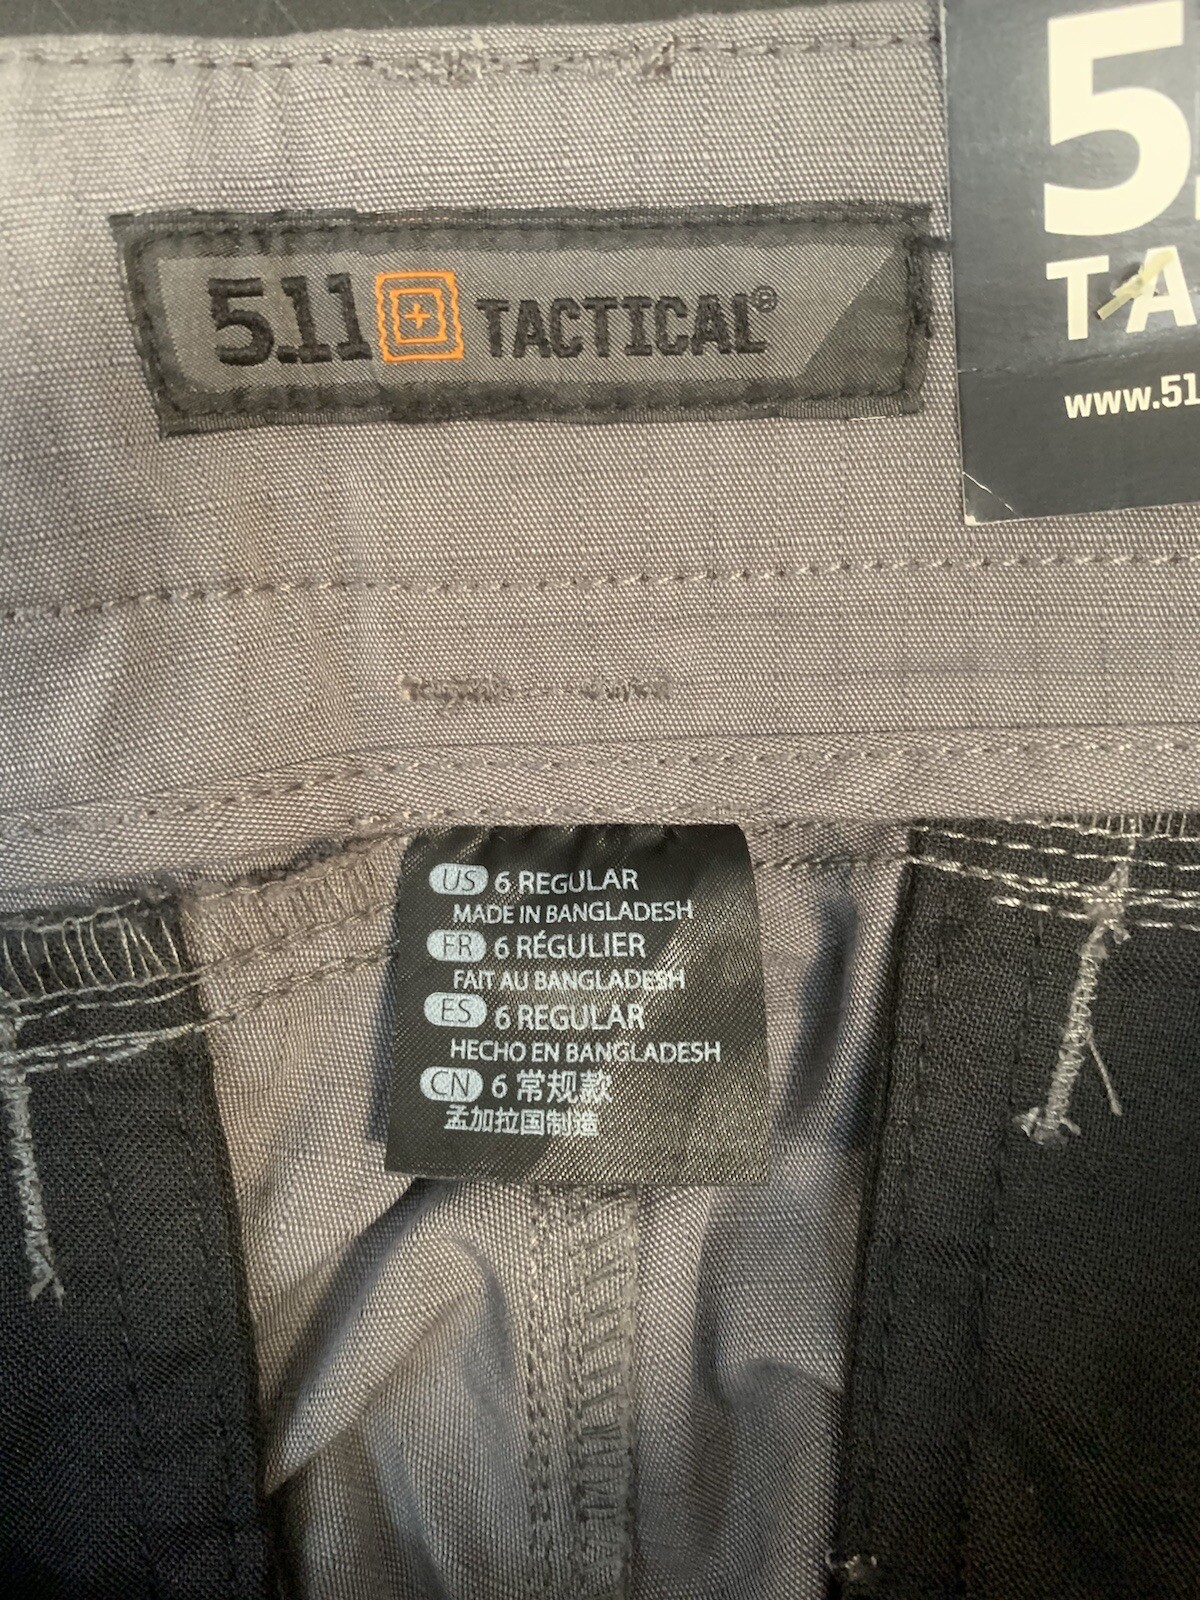 5.11 TACTICAL®
5.
TA
www.51
US 6 REGULAR
MADE IN BANGLADESH
FR 6 RÉGULIER
FAIT AU BANGLADESH
ES 6 REGULAR
HECHO EN BANGLADESH
CN 6 常规款
孟加拉国制造